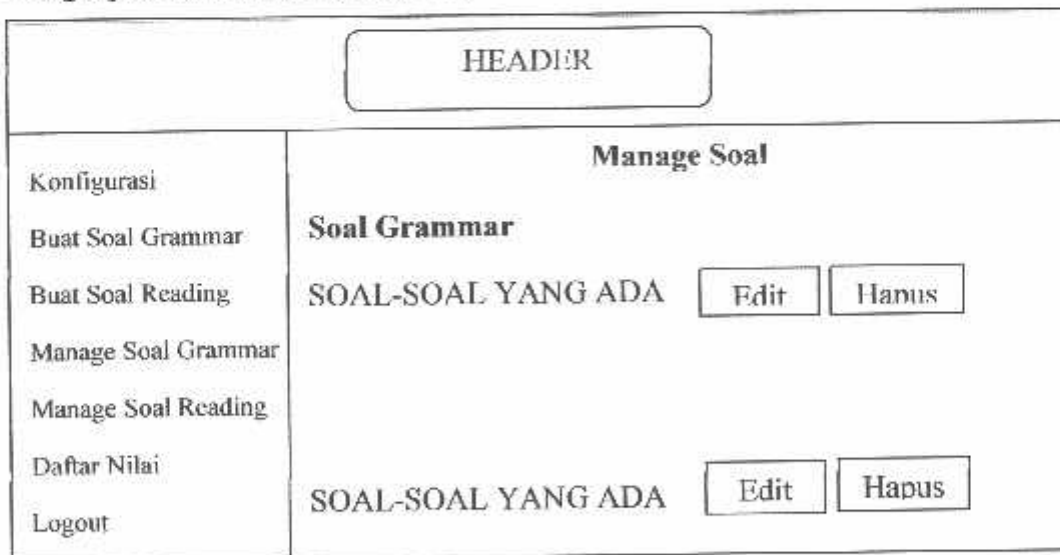 HEADER
Konfigurasi
Buat Soal Grammar
Buat Soal Reading
Manage Soal Grammar
Manage Soal Reading
Daftar Nilai
Logout
Manage Soal
Soal Grammar
SOAL-SOAL YANG ADA Edit Hapus
SOAL-SOAL YANG ADA Edit Hapus